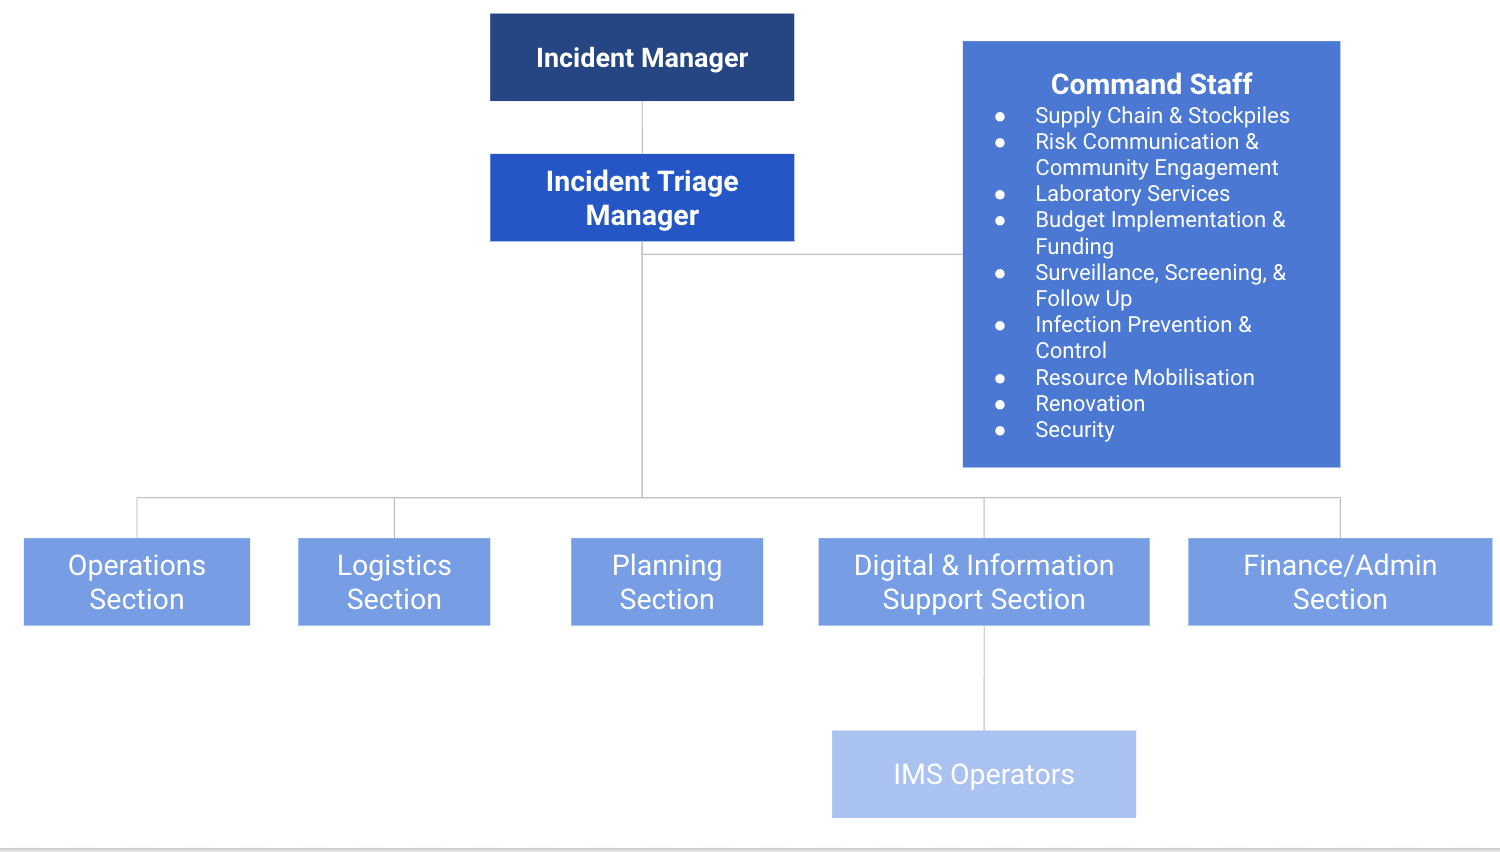 Incident Manager
Incident Triage
Manager
Command Staff
● Supply Chain & Stockpiles
● Risk Communication &
Community Engagement
● Laboratory Services
● Budget Implementation &
Funding
● Surveillance, Screening, &
Follow Up
● Infection Prevention &
Control
● Resource Mobilisation
● Renovation
● Security
Operations
Section
Logistics
Section
Planning
Section
Digital & Information
Support Section
Finance/Admin
Section
IMS Operators